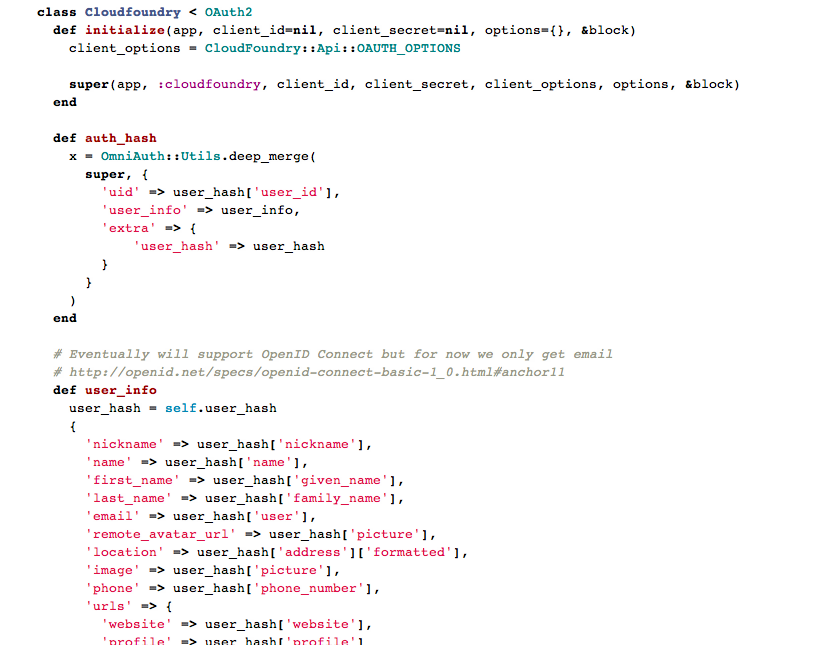 class Cloudfoundry < OAuth2
  def initialize(app, client_id=nil, client_secret=nil, options={}, &block)
    client_options = CloudFoundry::Api::OAUTH_OPTIONS

    super(app, :cloudfoundry, client_id, client_secret, client_options, options, &block)
  end

  def auth_hash
    x = OmniAuth::Utils.deep_merge(
      super, {
        'uid' => user_hash['user_id'],
        'user_info' => user_info,
        'extra' => {
            'user_hash' => user_hash
        }
      }
    )
  end

  # Eventually will support OpenID Connect but for now we only get email
  # http://openid.net/specs/openid-connect-basic-1_0.html#anchor11
  def user_info
    user_hash = self.user_hash
    {
      'nickname' => user_hash['nickname'],
      'name' => user_hash['name'],
      'first_name' => user_hash['given_name'],
      'last_name' => user_hash['family_name'],
      'email' => user_hash['user'],
      'remote_avatar_url' => user_hash['picture'],
      'location' => user_hash['address']['formatted'],
      'image' => user_hash['picture'],
      'phone' => user_hash['phone_number'],
      'urls' => {
        'website' => user_hash['website'],
        'profile' => user_hash['profile']